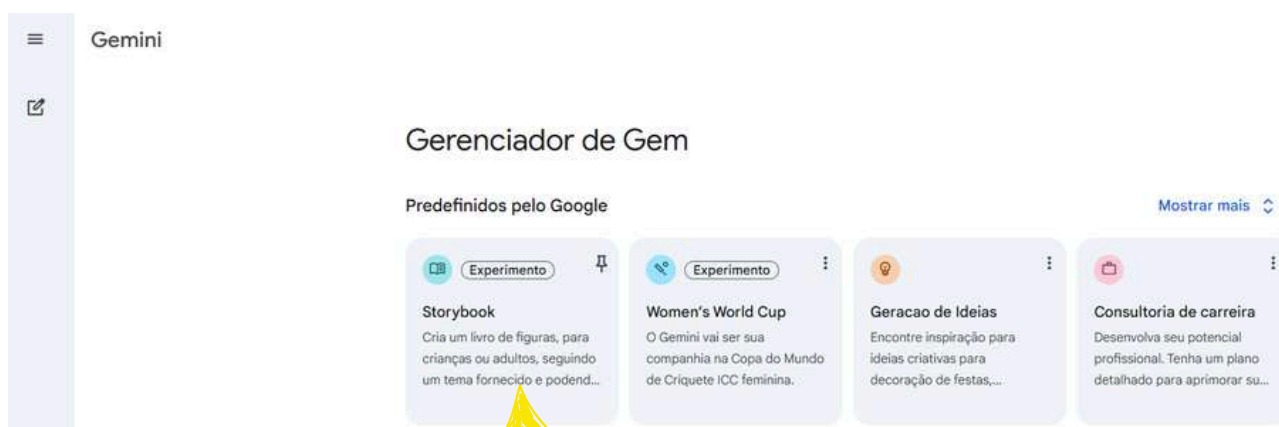 Gemini
Gerenciador de Gem
Predefinidos pelo Google
Mostrar mais
Experimento
Storybook
Cria um livro de figuras, para
crianças ou adultos, seguindo
um tema fornecido e podend...
Experimento
Women's World Cup
O Gemini vai ser sua
companhia na Copa do Mundo
de Críquete ICC feminina.
Geracao de Ideias
Encontre inspiração para
ideias criativas para
decoração de festas,...
Consultoria de carreira
Desenvolva seu potencial
profissional. Tenha um plano
detalhado para aprimorar su...